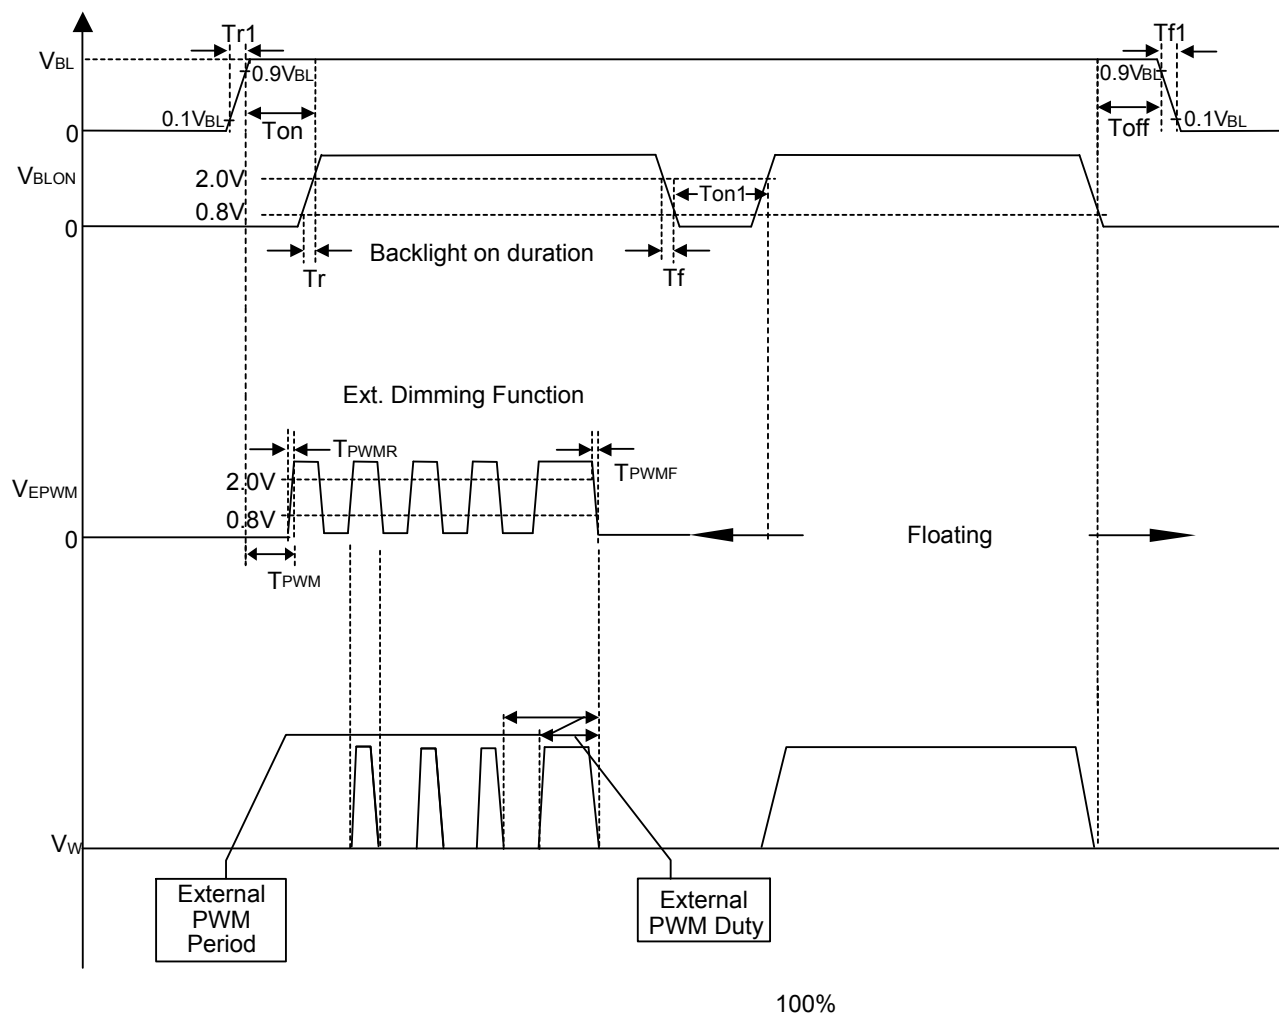 Tr1
Tf1
VBL
0.9VBL
0.9VBL
0.1VBL
Ton
Toff
0.1VBL
0
VBLON
2.0V
Ton1
0.8V
0
Backlight on duration
Tr
Tf
Ext. Dimming Function
TPWMR
TPWMF
2.0V
VEPWM
0.8V
0
Floating
TPWM
VW
External
PWM
Period
External
PWM Duty
100%